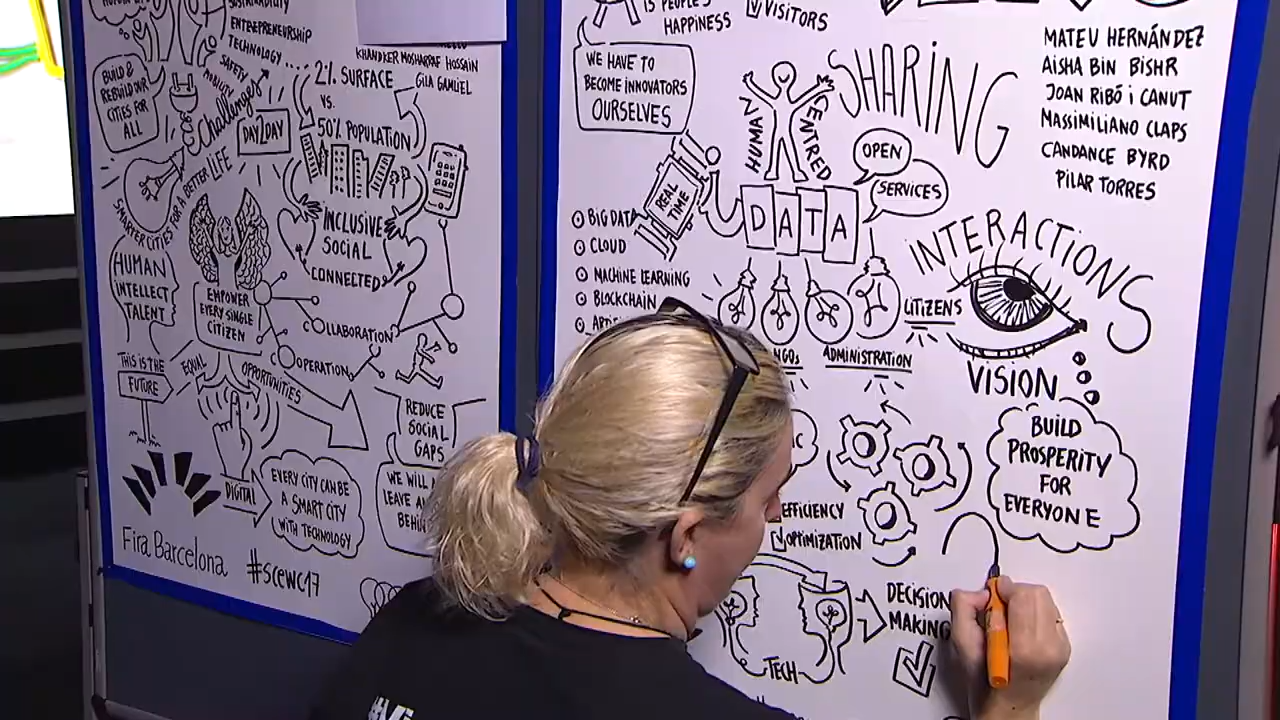 SUSTAINABILITY
ENTREPRENEURSHIP
TECHNOLOGY ....
SAFETY
MOBILITY
KHANDKER MOSHARRAF HOSSAIN
GILA GAMLIEL
BUILD &
REBUILD OUR
CITIES FOR
ALL
Challenges
DAY2DAY
2% SURFACE
VS.
50% POPULATION
SMARTER CITIES FOR A BETTER LIFE
INCLUSIVE
SOCIAL
CONNECTED
HUMAN
INTELLECT
TALENT
EMPOWER
EVERY SINGLE
CITIZEN
COLLABORATION
COOPERATION
THIS IS THE
FUTURE
EQUAL
OPPORTUNITIES
REDUCE
SOCIAL
GAPS
DIGITAL
EVERY CITY CAN BE
A SMART CITY
WITH TECHNOLOGY
WE WILL
LEAVE
Fira Barcelona
#scewc17
IS PEOPLE'S
HAPPINESS
VISITORS
WE HAVE TO
BECOME INNOVATORS
OURSELVES
HUMAN
CENTRED
SHARING
MATEU HERNÁNDEZ
AISHA BIN BISHR
JOAN RIBÓ i CANUT
MASSIMILIANO CLAPS
CANDANCE BYRD
PILAR TORRES
OPEN
SERVICES
REAL
TIME
DATA
BIG DATA
CLOUD
MACHINE LEARNING
BLOCKCHAIN
INTERACTIONS
CITIZENS
NGOs
ADMINISTRATION
VISION
BUILD
PROSPERITY
FOR
EVERYONE
EFFICIENCY
OPTIMIZATION
DECISION
MAKING
TECH